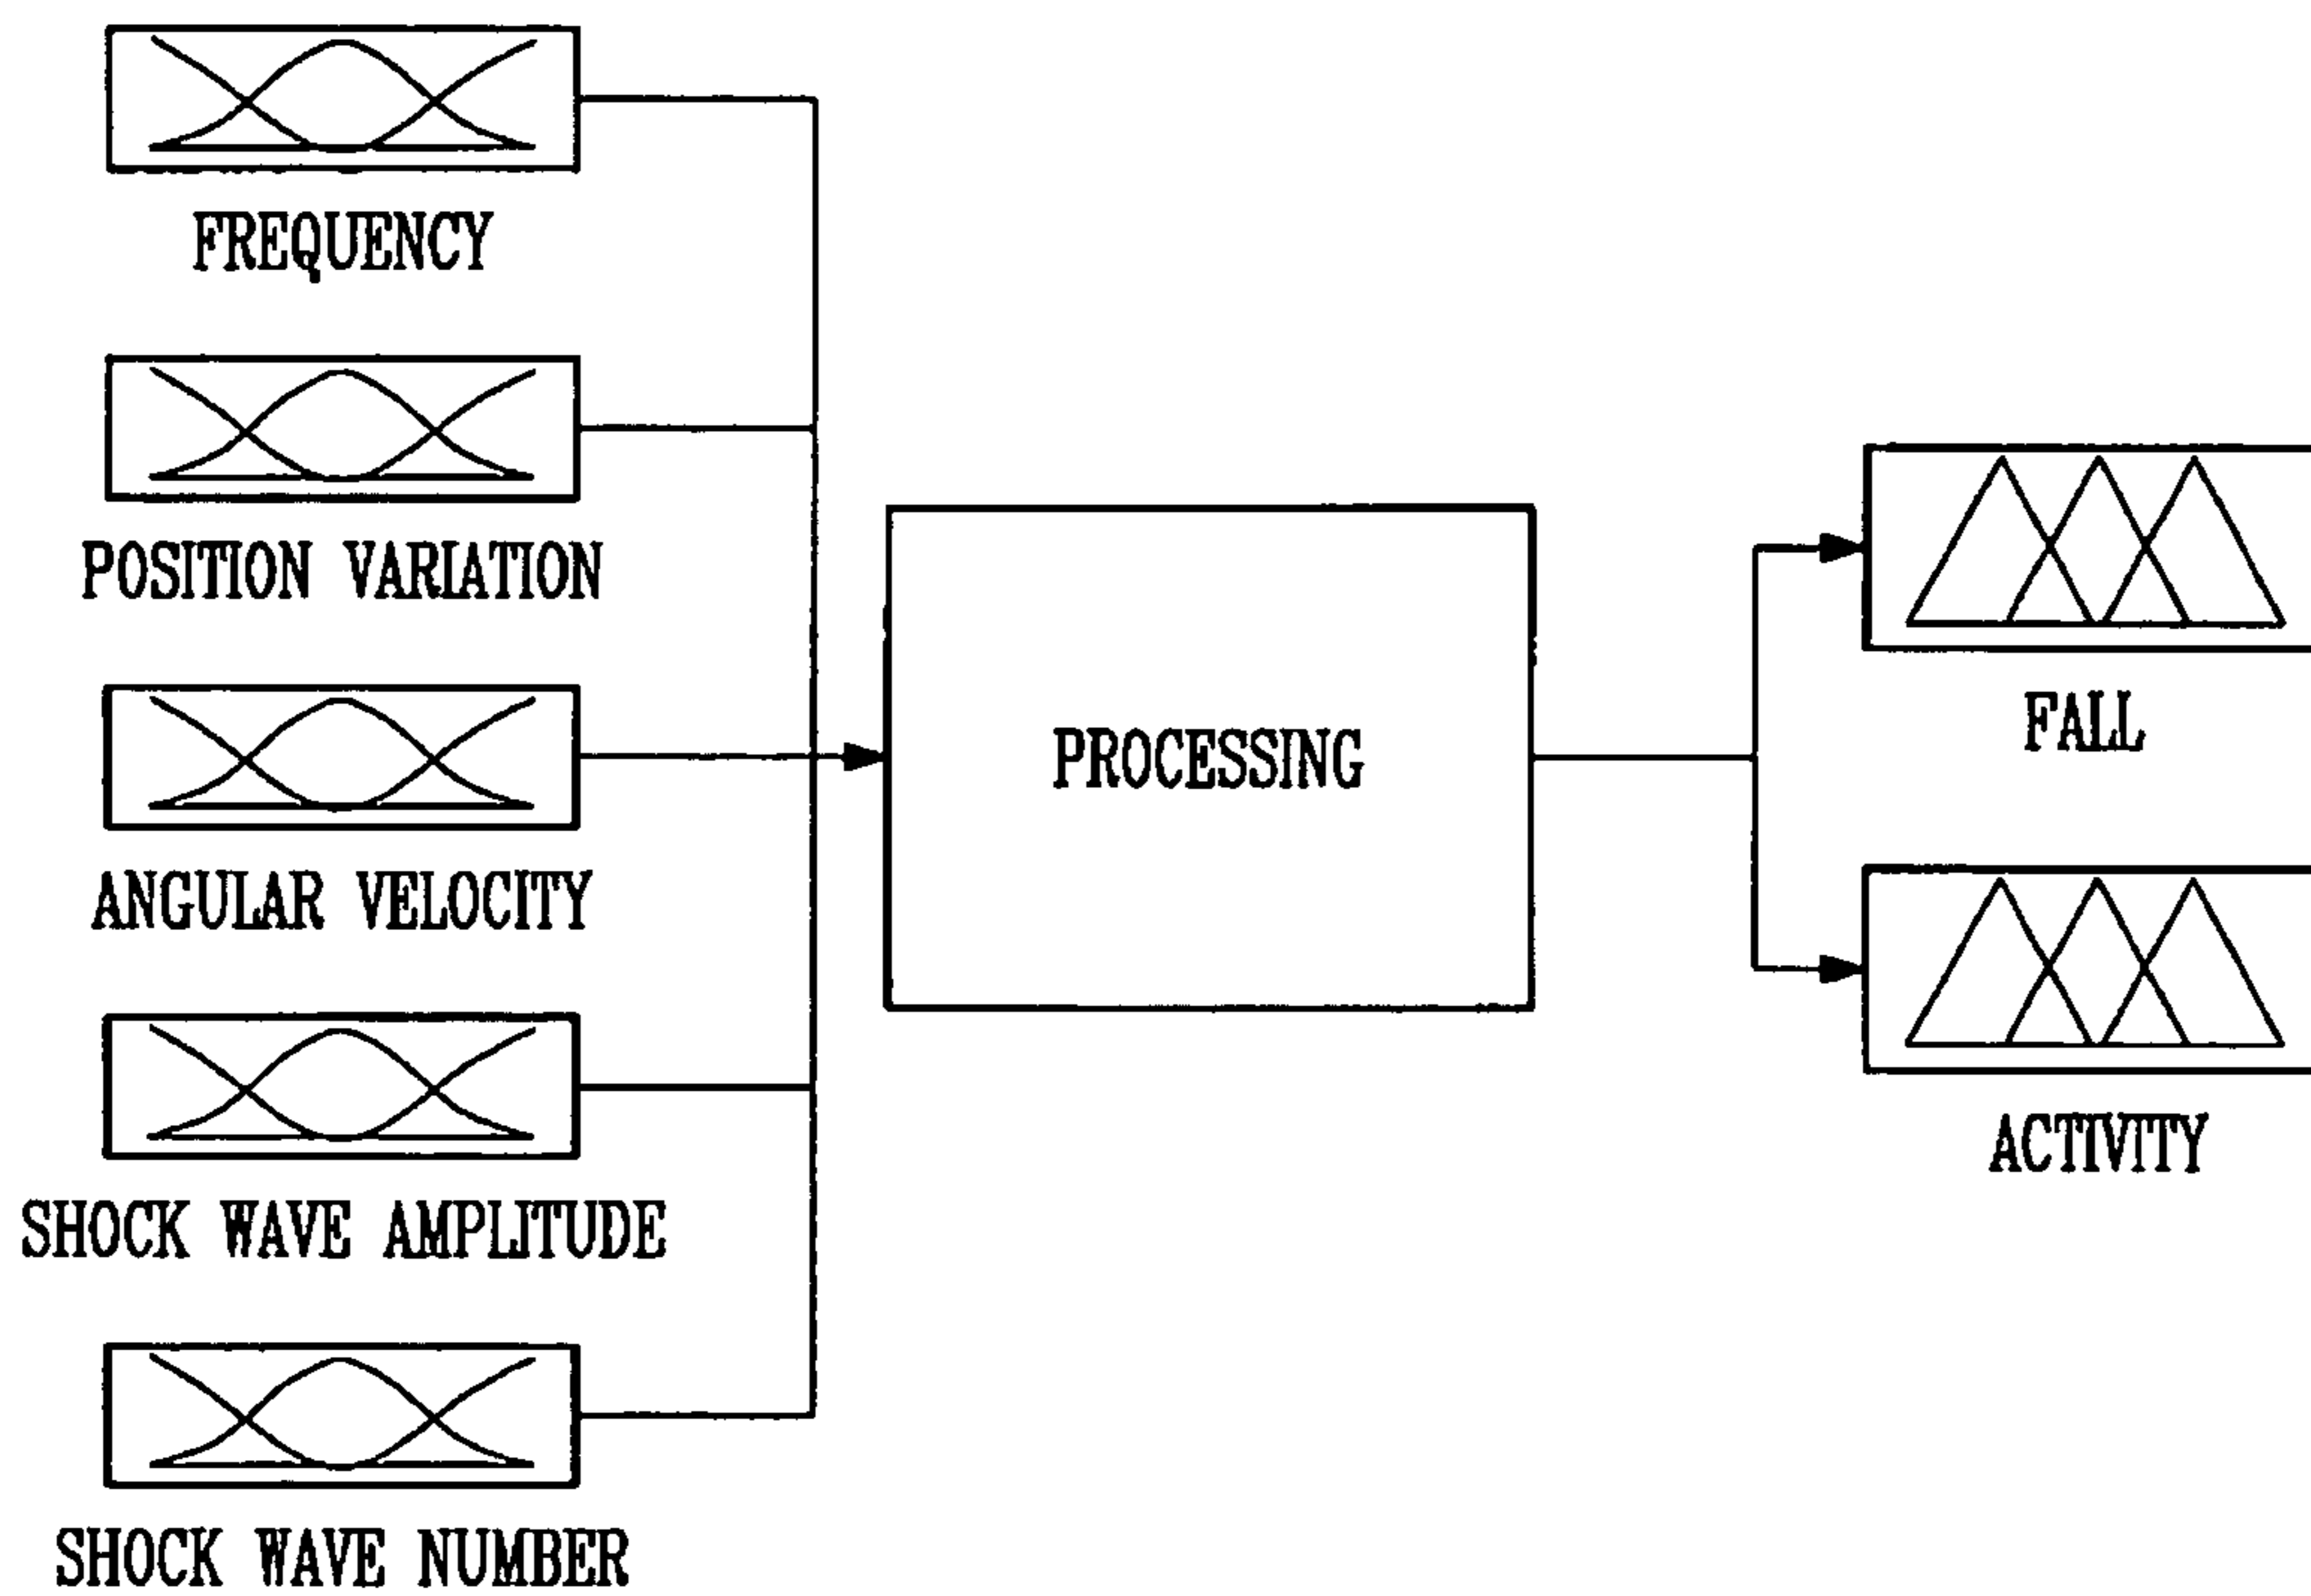 FREQUENCY
POSITION VARIATION
ANGULAR VELOCITY
SHOCK WAVE AMPLITUDE
SHOCK WAVE NUMBER
PROCESSING
FALL
ACTIVITY